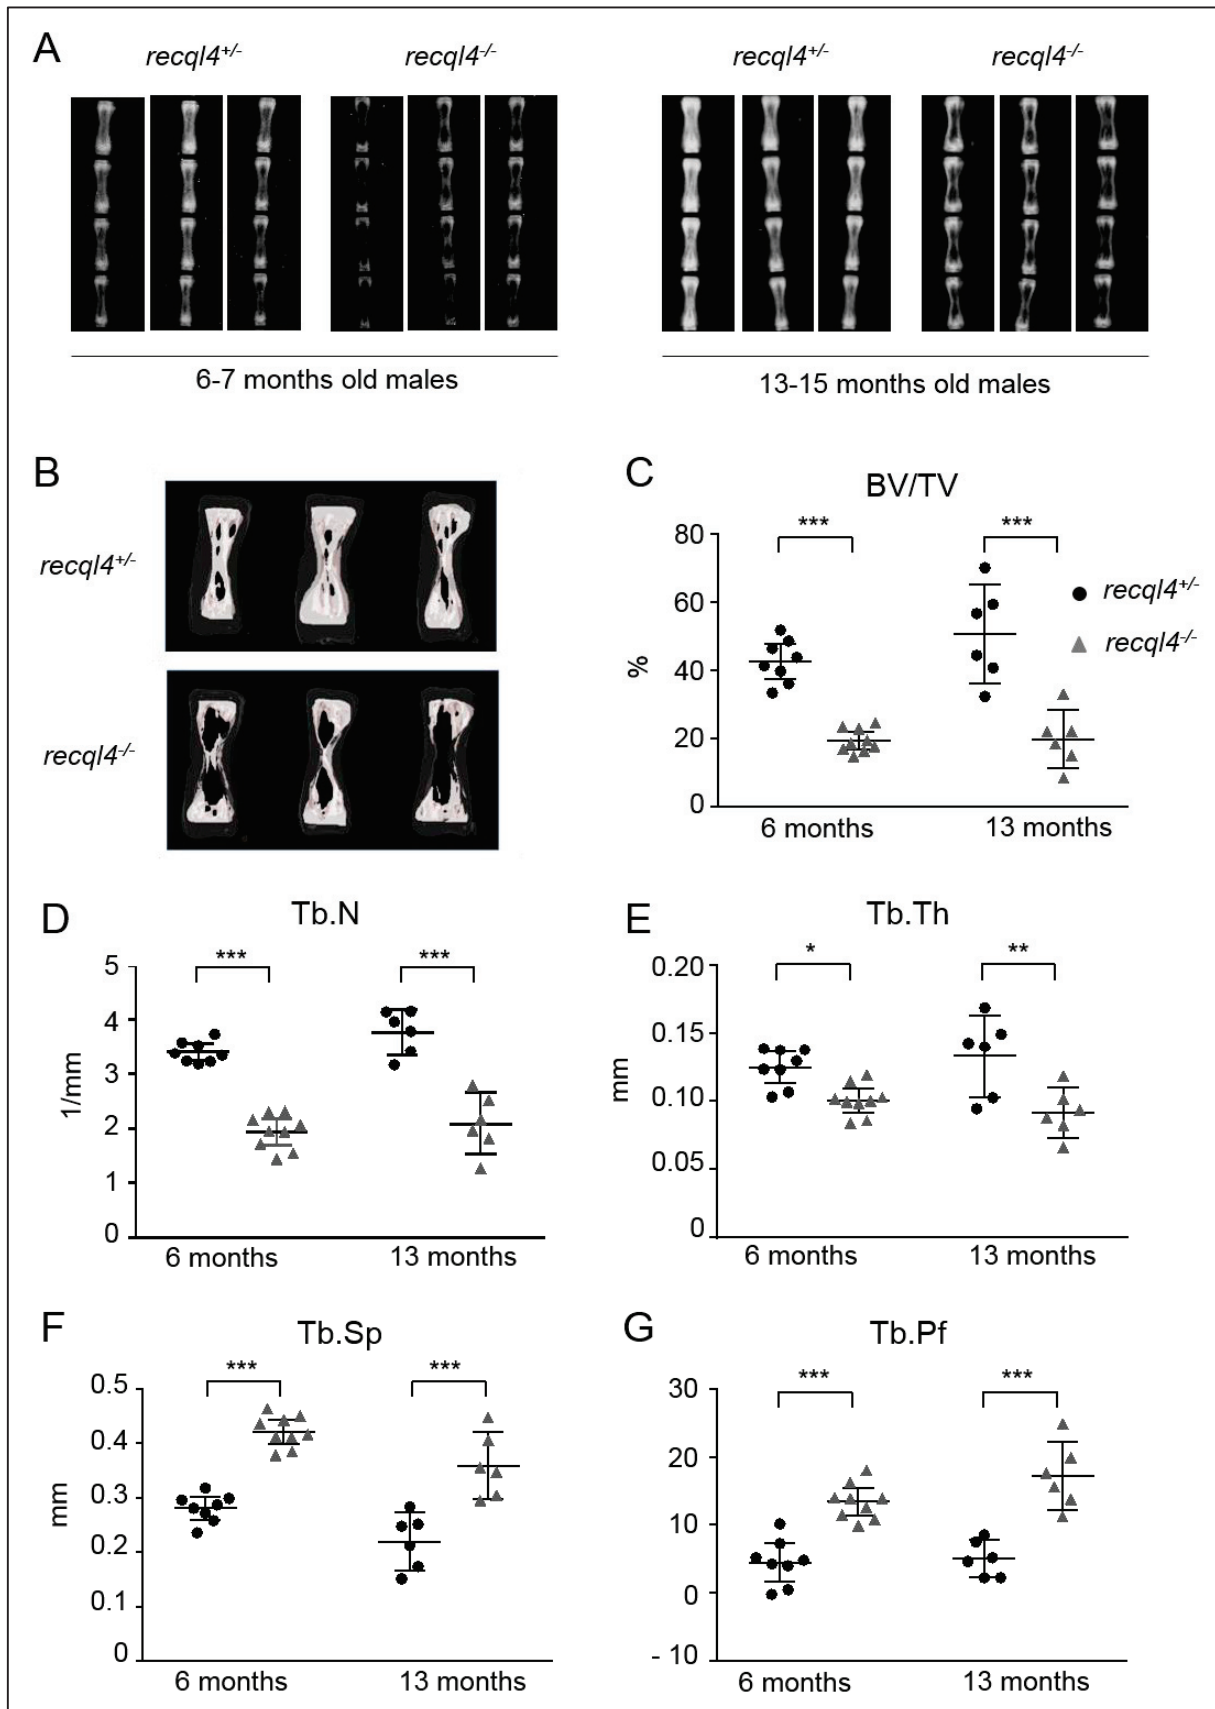 A
recql4+/- recql4-/- recql4+/- recql4-/-
6-7 months old males
13-15 months old males
B
recql4+/-
recql4-/-
C
BV/TV
*** ***
80
60
40
20
0
%
recql4+/-
recql4-/-
6 months 13 months
D
Tb.N
*** ***
5
4
3
2
1
0
1/mm
6 months 13 months
E
Tb.Th
* **
0.20
0.15
0.10
0.05
0
mm
6 months 13 months
F
Tb.Sp
*** ***
0.5
0.4
0.3
0.2
0.1
0
mm
6 months 13 months
G
Tb.Pf
*** ***
30
20
10
0
- 10
6 months 13 months